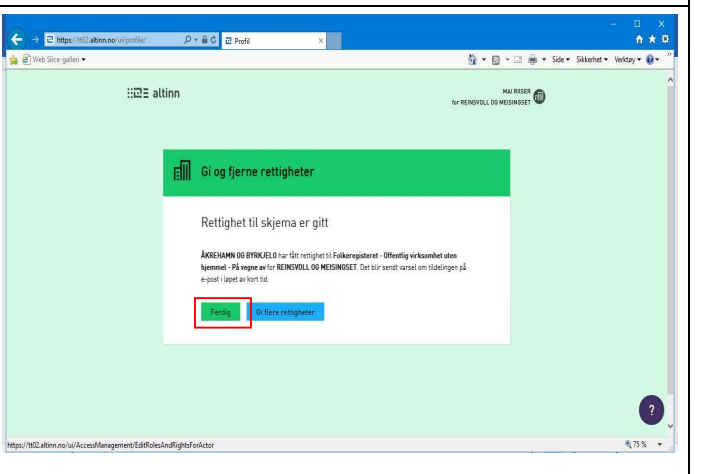 https://tt02.altinn.no/ui/profile/
Profil
Web Slice-galleri
Side
Sikkerhet
Verktøy
altinn
MAI RIISER
for REINSVOLL OG MEISINGSET
Gi og fjerne rettigheter
Rettighet til skjema er gitt
ÅKREHAMN OG BYRKJELO har fått rettighet til Folkeregisteret - Offentlig virksomhet uten
hjemmel - På vegne av for REINSVOLL OG MEISINGSET. Det blir sendt varsel om tildelingen på
e-post i løpet av kort tid.
Ferdig
Gi flere rettigheter
?
https://tt02.altinn.no/ui/AccessManagement/EditRolesAndRightsForActor
75 %